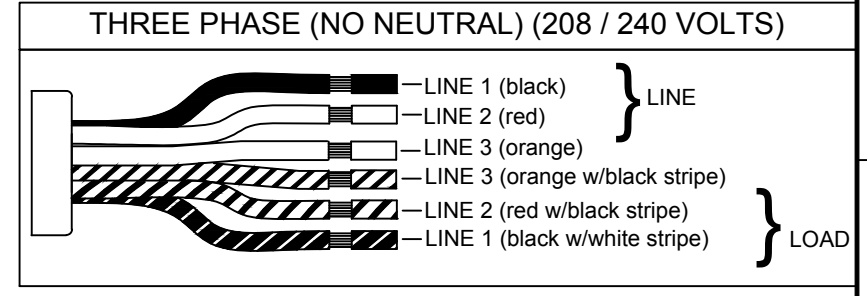 THREE PHASE (NO NEUTRAL) (208 / 240 VOLTS)
LINE 1 (black)
LINE
LINE 2 (red)
LINE 3 (orange)
LINE 3 (orange w/black stripe)
LINE 2 (red w/black stripe)
LINE 1 (black w/white stripe)
LOAD